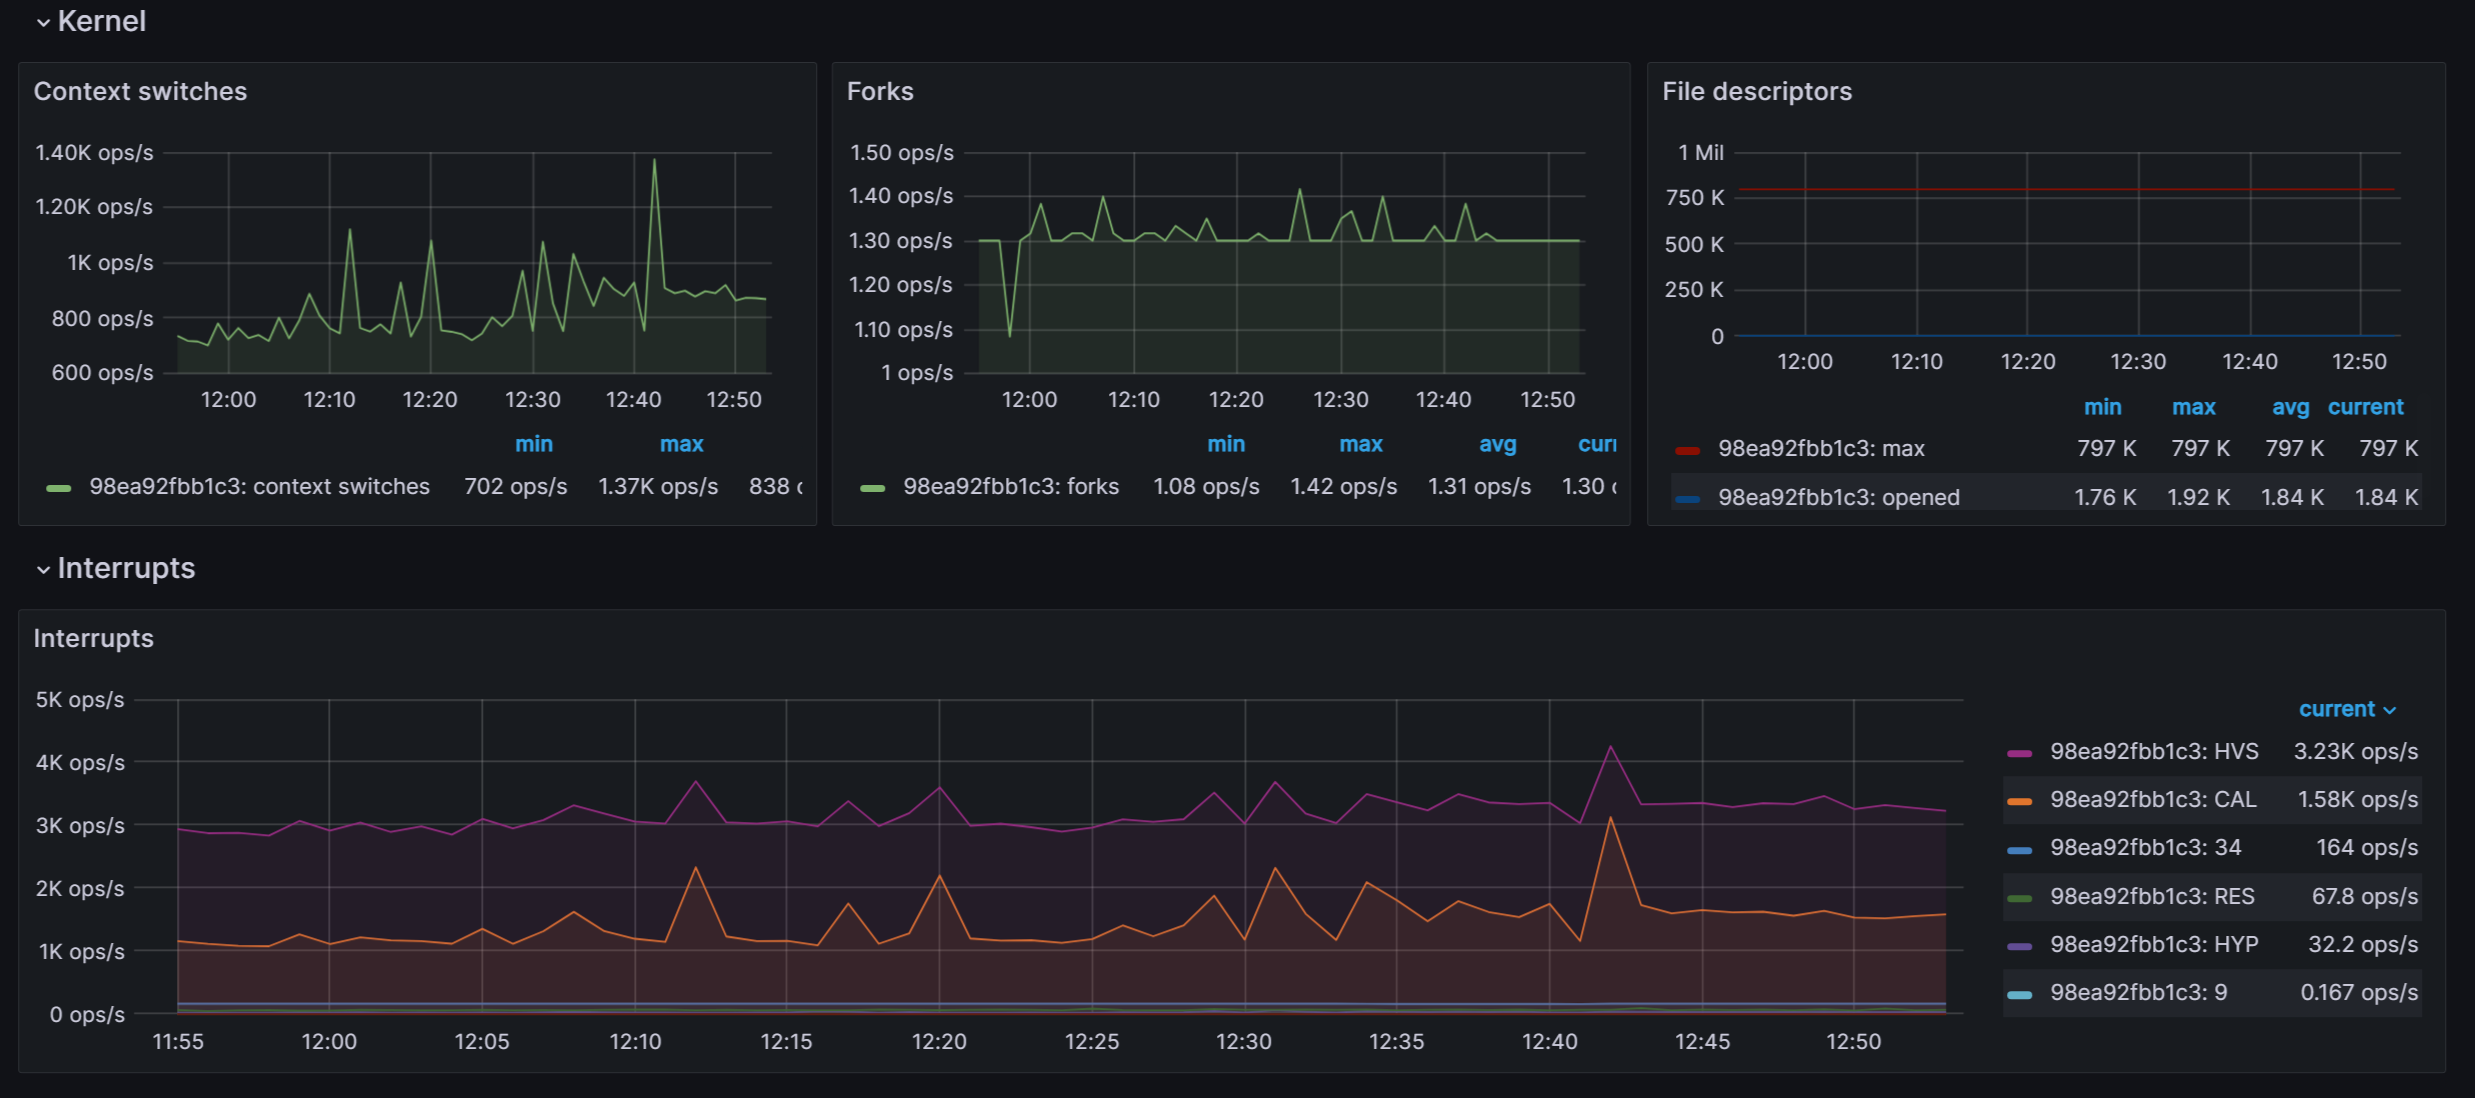 Kernel
Context switches
1.40K ops/s
1.20K ops/s
1K ops/s
800 ops/s
600 ops/s
12:00 12:10 12:20 12:30 12:40 12:50
min max
98ea92fbb1c3: context switches 702 ops/s 1.37K ops/s 838
Forks
1.50 ops/s
1.40 ops/s
1.30 ops/s
1.20 ops/s
1.10 ops/s
1 ops/s
12:00 12:10 12:20 12:30 12:40 12:50
min max avg curr
98ea92fbb1c3: forks 1.08 ops/s 1.42 ops/s 1.31 ops/s 1.30
File descriptors
1 Mil
750 K
500 K
250 K
0
12:00 12:10 12:20 12:30 12:40 12:50
min max avg current
98ea92fbb1c3: max 797 K 797 K 797 K 797 K
98ea92fbb1c3: opened 1.76 K 1.92 K 1.84 K 1.84 K
Interrupts
Interrupts
5K ops/s
4K ops/s
3K ops/s
2K ops/s
1K ops/s
0 ops/s
11:55 12:00 12:05 12:10 12:15 12:20 12:25 12:30 12:35 12:40 12:45 12:50
current
98ea92fbb1c3: HVS 3.23K ops/s
98ea92fbb1c3: CAL 1.58K ops/s
98ea92fbb1c3: 34 164 ops/s
98ea92fbb1c3: RES 67.8 ops/s
98ea92fbb1c3: HYP 32.2 ops/s
98ea92fbb1c3: 9 0.167 ops/s